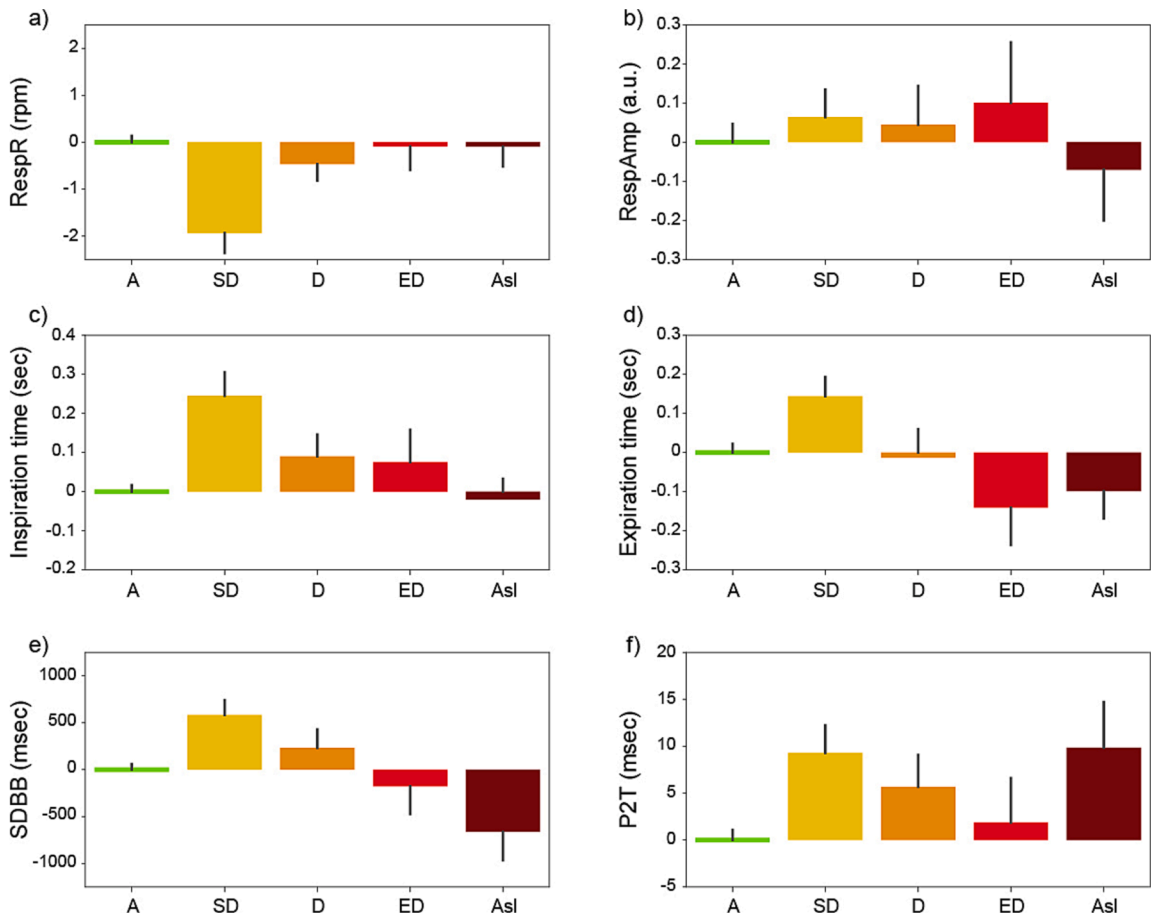 a)
RespR (rpm)
2
1
0
-1
-2
A SD D ED Asl
b)
RespAmp (a.u.)
0.3
0.2
0.1
0
-0.1
-0.2
-0.3
A SD D ED Asl
c)
Inspiration time (sec)
0.4
0.3
0.2
0.1
0
-0.1
-0.2
A SD D ED Asl
d)
Expiration time (sec)
0.3
0.2
0.1
0
-0.1
-0.2
-0.3
A SD D ED Asl
e)
SDBB (msec)
1000
500
0
-500
-1000
A SD D ED Asl
f)
P2T (msec)
20
15
10
5
0
-5
A SD D ED Asl